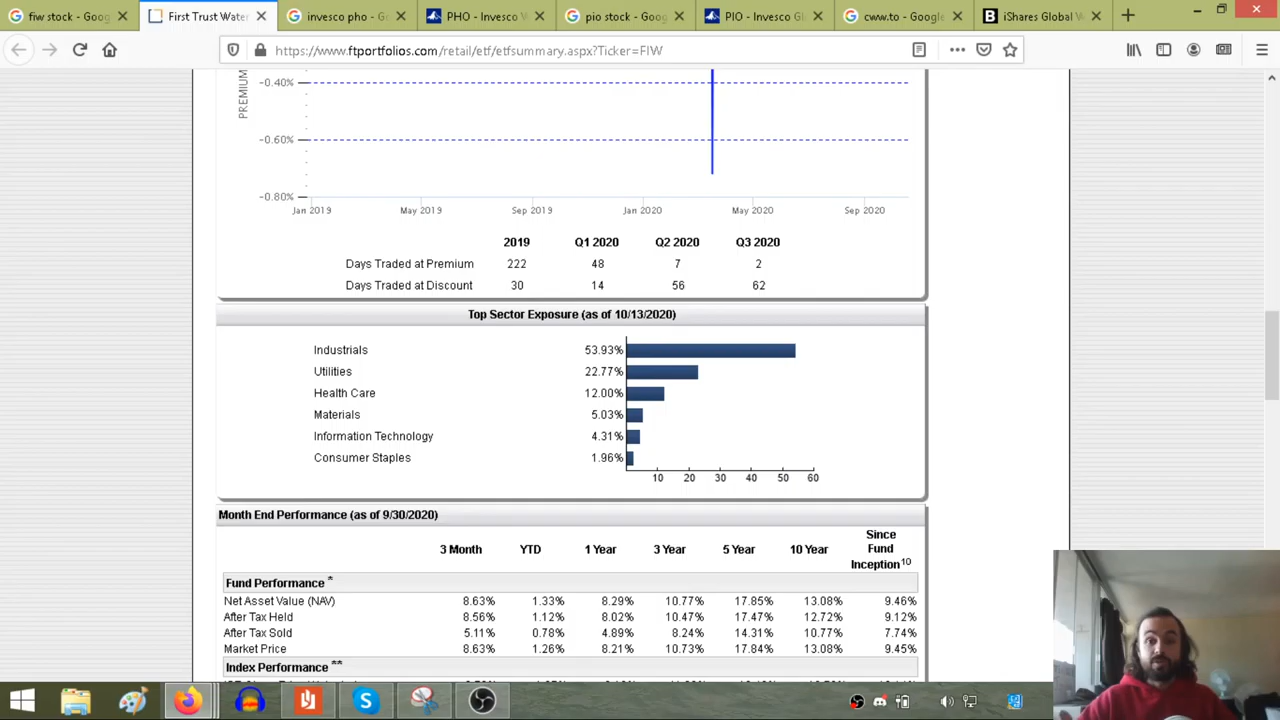 fiw stock - Goog
First Trust Water
invesco pho - G
PHO - Invesco W
pio stock - Goog
PIO - Invesco Gl
cww.to - Google
iShares Global W
https://www.ftportfolios.com/retail/etf/etfsummary.aspx?Ticker=FIW
PREMIUM
-0.40%
-0.60%
-0.80%
Jan 2019 May 2019 Sep 2019 Jan 2020 May 2020 Sep 2020
2019 Q1 2020 Q2 2020 Q3 2020
Days Traded at Premium 222 48 7 2
Days Traded at Discount 30 14 56 62
Top Sector Exposure (as of 10/13/2020)
Industrials 53.93%
Utilities 22.77%
Health Care 12.00%
Materials 5.03%
Information Technology 4.31%
Consumer Staples 1.96%
10 20 30 40 50 60
Month End Performance (as of 9/30/2020)
3 Month YTD 1 Year 3 Year 5 Year 10 Year Since Fund Inception10
Fund Performance *
Net Asset Value (NAV) 8.63% 1.33% 8.29% 10.77% 17.85% 13.08% 9.46%
After Tax Held 8.56% 1.12% 8.02% 10.47% 17.47% 12.72% 9.12%
After Tax Sold 5.11% 0.78% 4.89% 8.24% 14.31% 10.77% 7.74%
Market Price 8.63% 1.26% 8.21% 10.73% 17.84% 13.08% 9.45%
Index Performance **